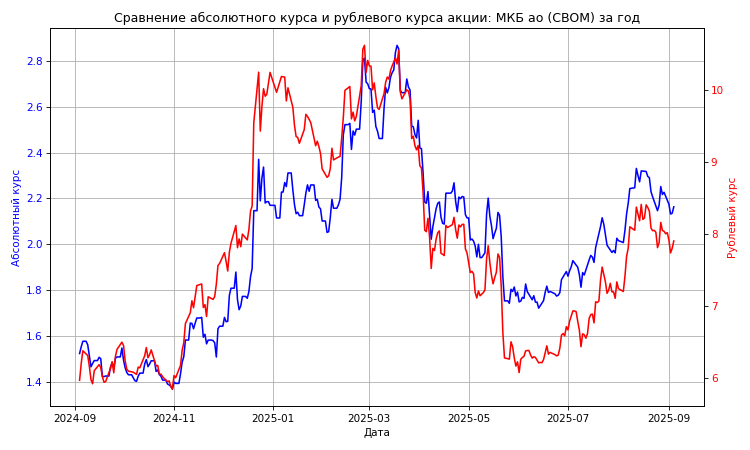 Сравнение абсолютного курса и рублевого курса акции: МКБ ао (CBOM) за год
Абсолютный курс
2.8
2.6
2.4
2.2
2.0
1.8
1.6
1.4
10
9
8
7
6
Рублевый курс
2024-09 2024-11 2025-01 2025-03 2025-05 2025-07 2025-09
Дата